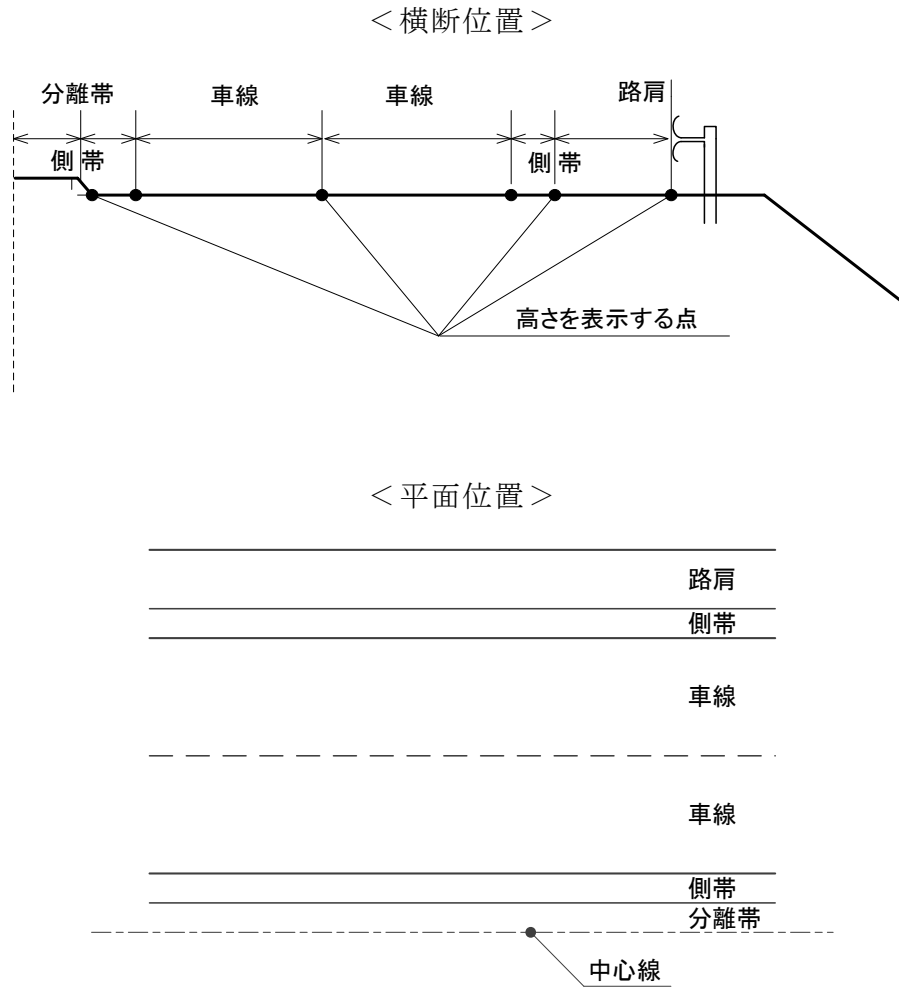 ＜横断位置＞
分離帯
車線
車線
路肩
側帯
側帯
高さを表示する点
＜平面位置＞
路肩
側帯
車線
車線
側帯
分離帯
中心線